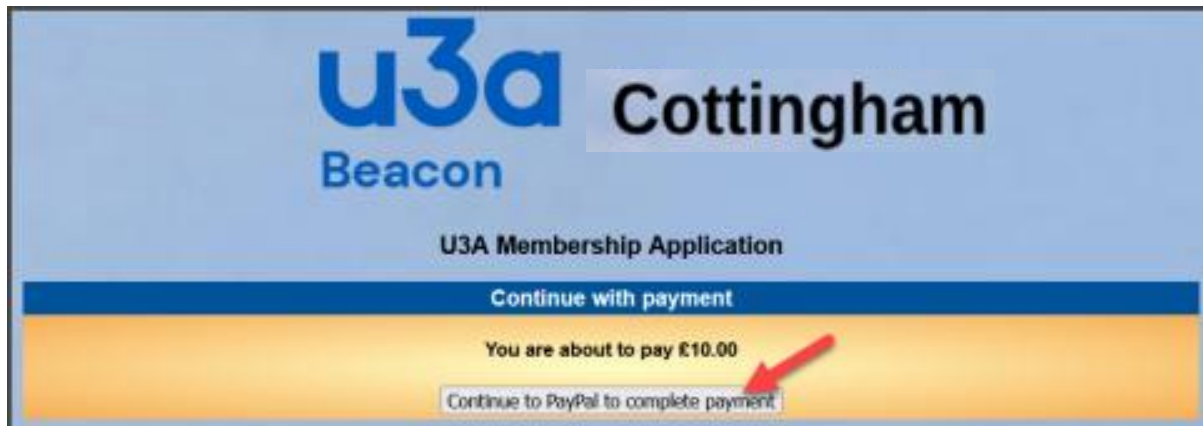 u3a
Cottingham
Beacon
U3A Membership Application
Continue with payment
You are about to pay £10.00
Continue to PayPal to complete payment